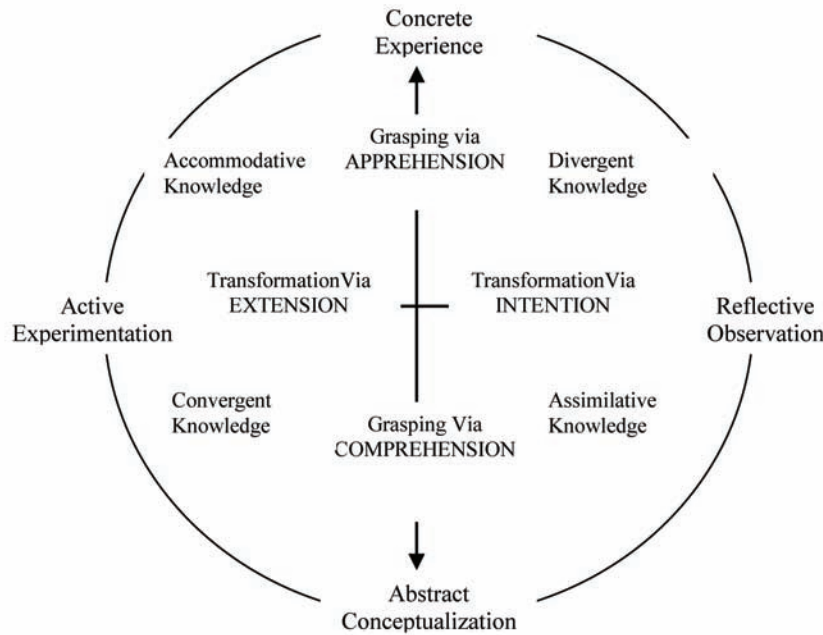 Concrete
Experience
Grasping via
APPREHENSION
Accommodative
Knowledge
Divergent
Knowledge
TransformationVia
EXTENSION
TransformationVia
INTENTION
Active
Experimentation
Reflective
Observation
Convergent
Knowledge
Grasping Via
COMPREHENSION
Assimilative
Knowledge
Abstract
Conceptualization